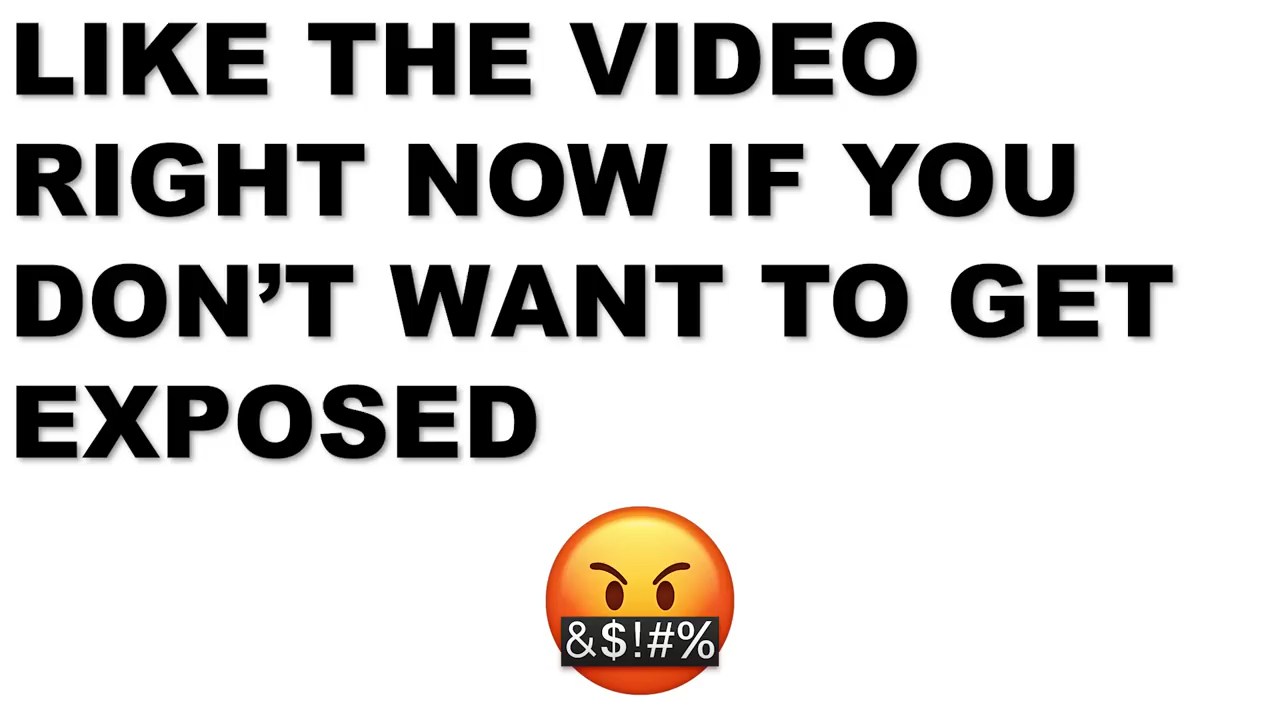 LIKE THE VIDEO
RIGHT NOW IF YOU
DON’T WANT TO GET
EXPOSED
&$!#%